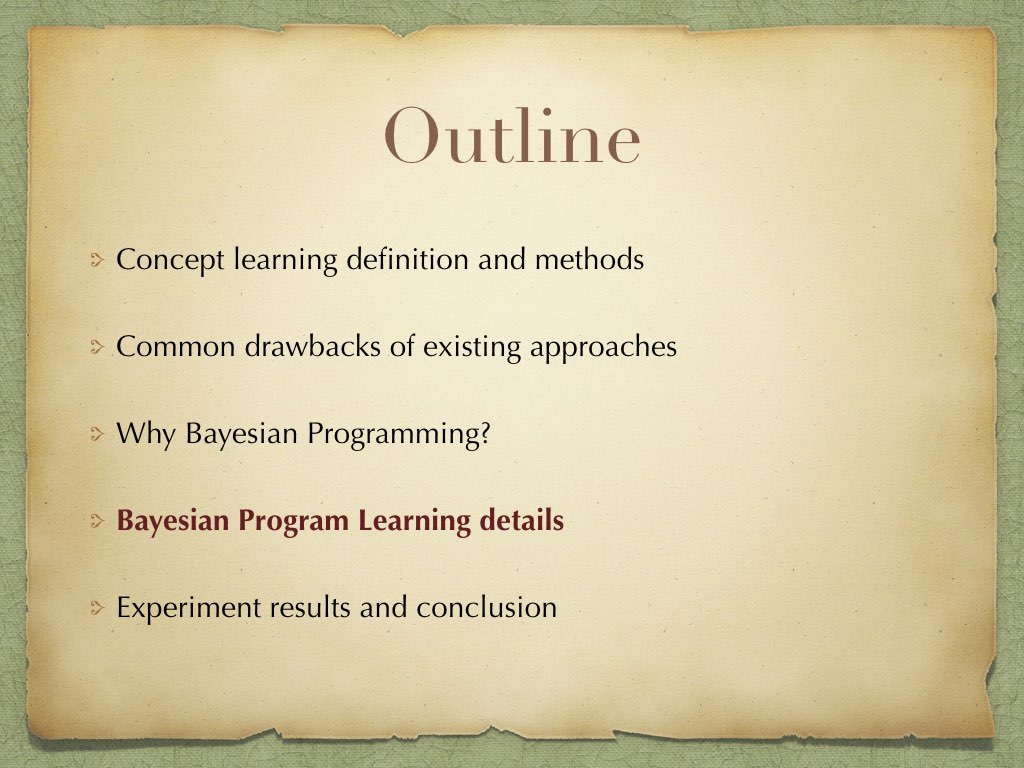 Outline
Concept learning definition and methods
Common drawbacks of existing approaches
Why Bayesian Programming?
Bayesian Program Learning details
Experiment results and conclusion